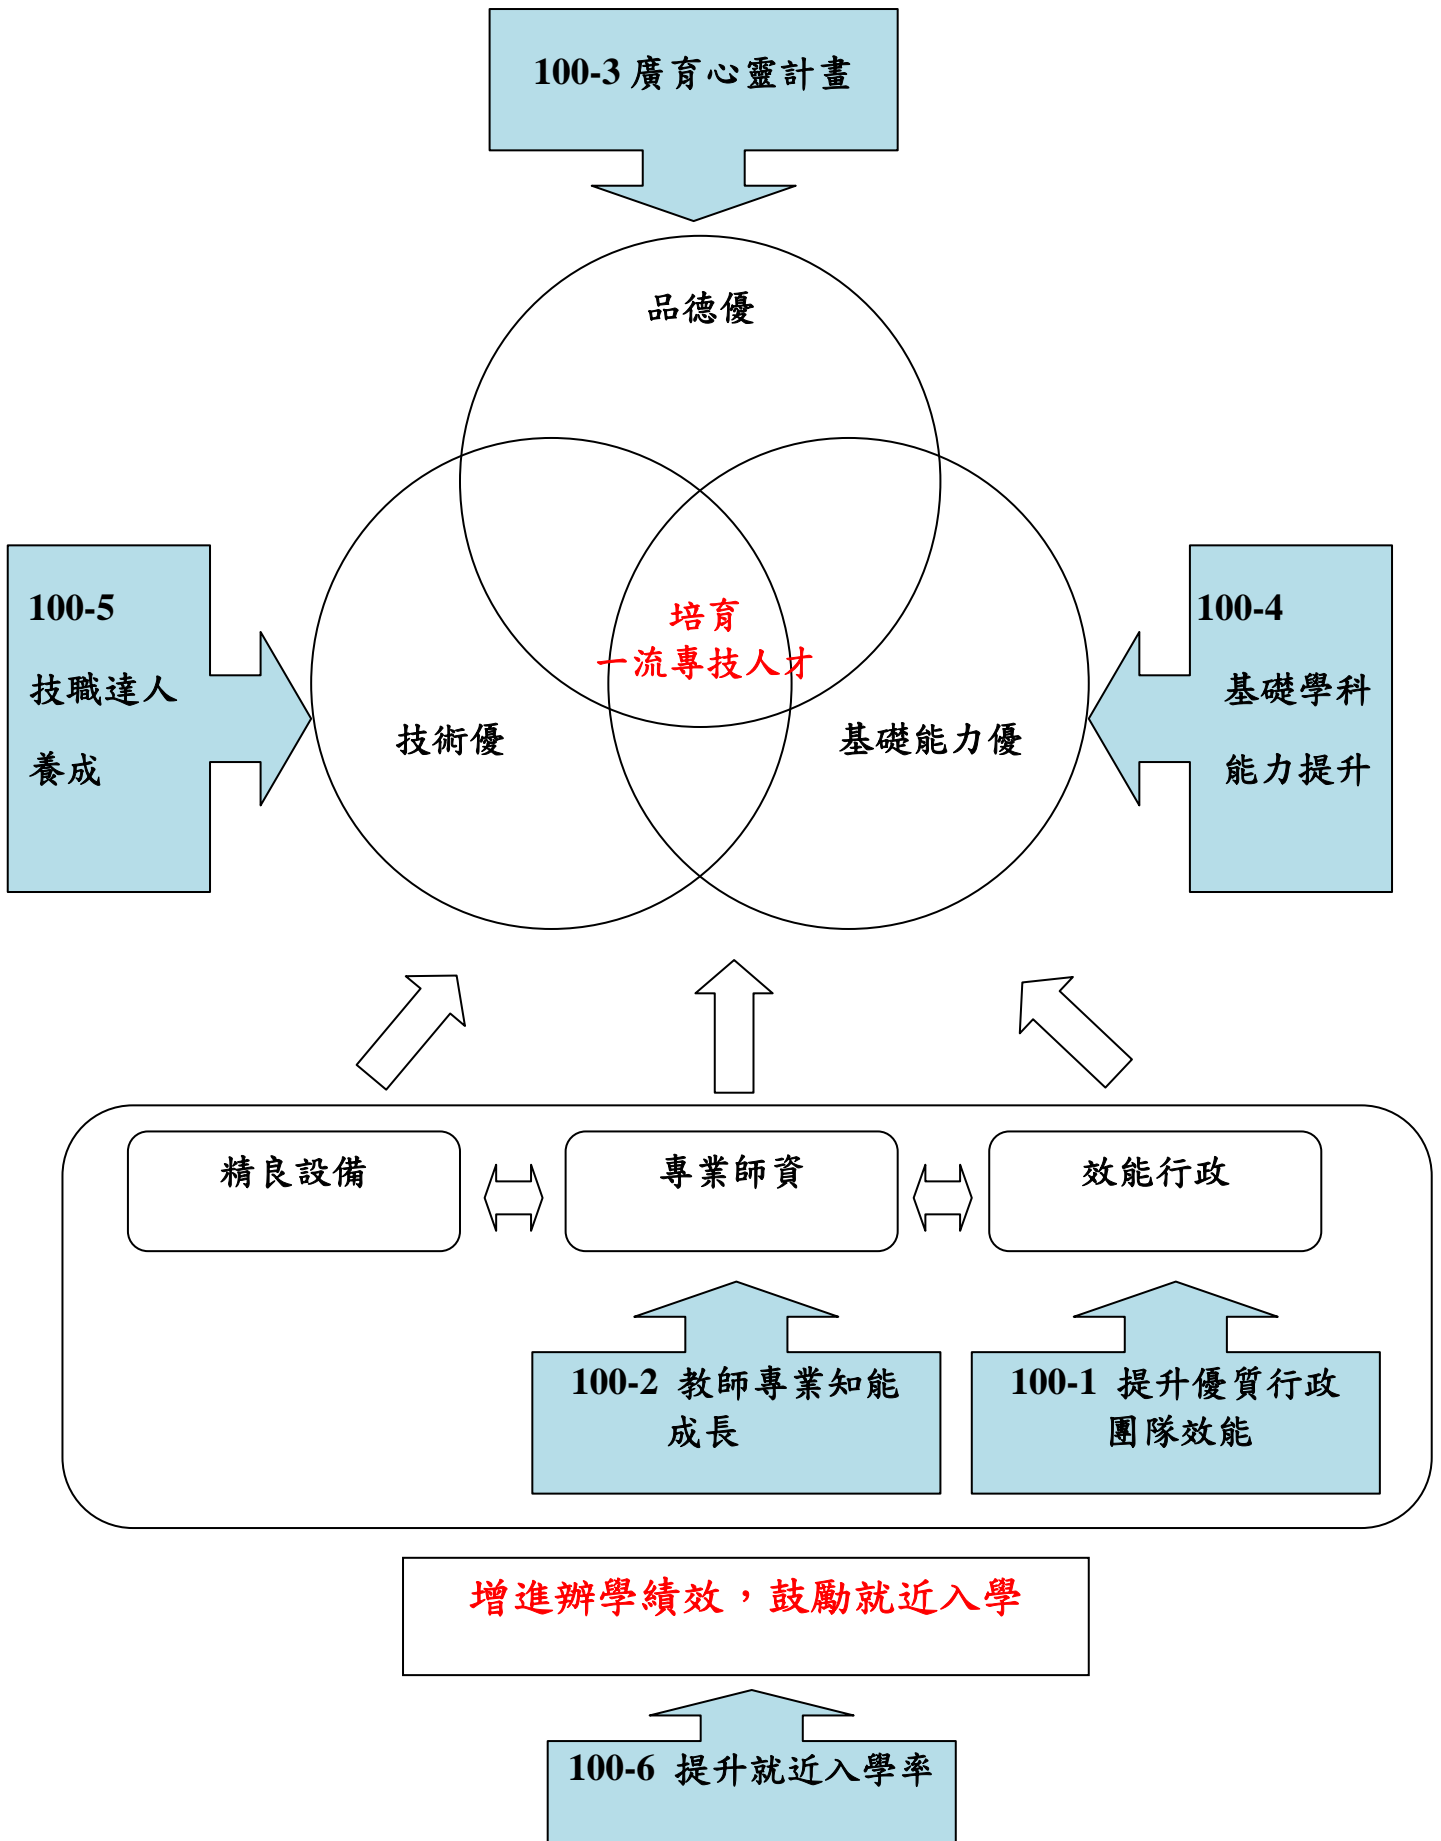 100-3 廣育心靈計畫
品德優
培育
一流專技人才
100-5
技職達人
養成
技術優
基礎能力優
100-4
基礎學科
能力提升
精良設備
專業師資
效能行政
100-2 教師專業知能
成長
100-1 提升優質行政
團隊效能
增進辦學績效，鼓勵就近入學
100-6 提升就近入學率